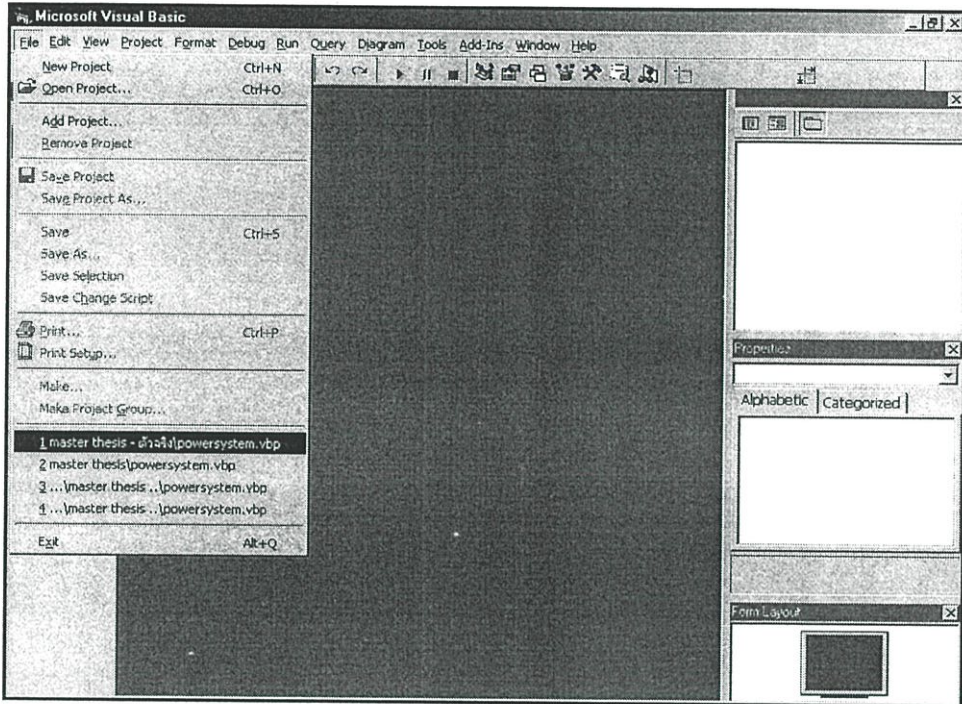 Microsoft Visual Basic
File Edit View Project Format Debug Run Query Diagram Tools Add-Ins Window Help
New Project Ctrl+N
Open Project... Ctrl+O
Add Project...
Remove Project
Save Project
Save Project As...
Save Ctrl+S
Save As...
Save Selection
Save Change Script
Print... Ctrl+P
Print Setup...
Make...
Make Project Group...
1 master thesis - ตัวจริง\powersystem.vbp
2 master thesis\powersystem.vbp
3 ...\master thesis ..\powersystem.vbp
4 ...\master thesis ..\powersystem.vbp
Exit Alt+Q
Properties
Alphabetic Categorized
Form Layout